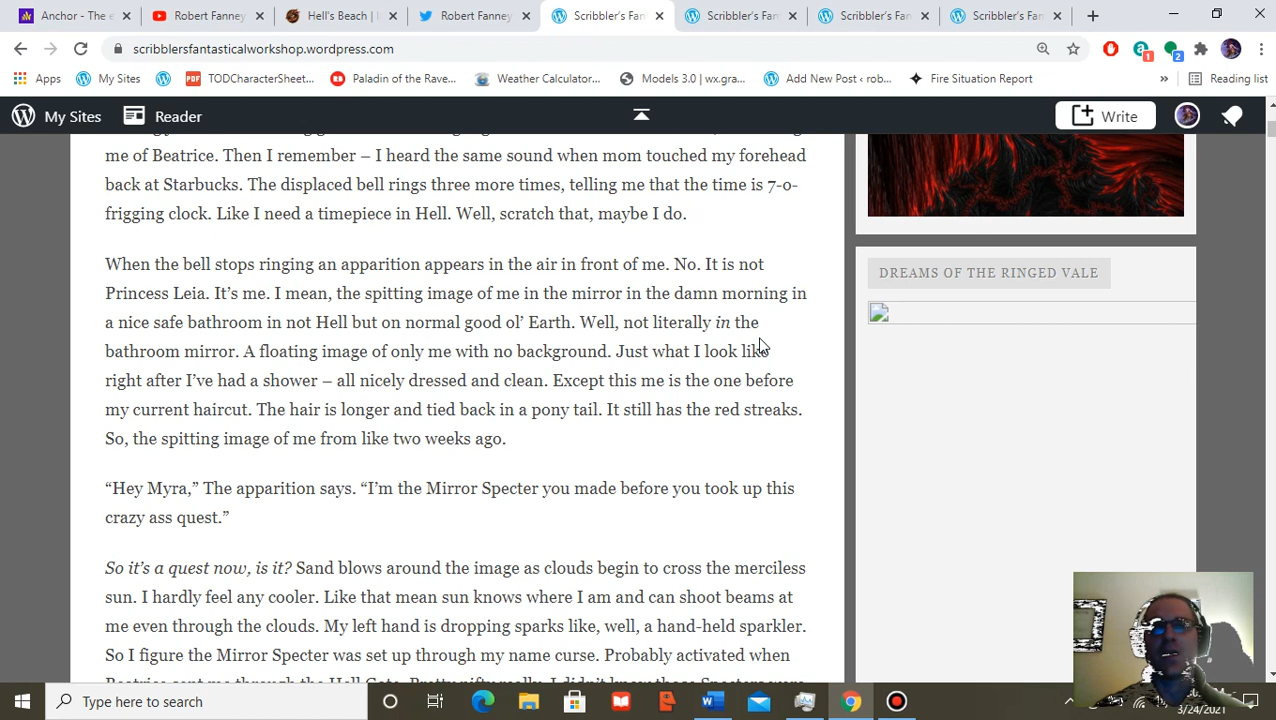 Anchor - The e
Robert Fanney
Hell's Beach | I
Robert Fanney
Scribbler's Fan
Scribbler's Fan
Scribbler's Fan
Scribbler's Fan
scribblersfantasticalworkshop.wordpress.com
1
2
Apps
My Sites
PDF
TODCharacterSheet...
Paladin of the Rave...
Weather Calculator...
Models 3.0 | wx.gra...
Add New Post ‹ rob...
Fire Situation Report
»
Reading list
My Sites
Reader
Write
me of Beatrice. Then I remember – I heard the same sound when mom touched my forehead
back at Starbucks. The displaced bell rings three more times, telling me that the time is 7-o-
frigging clock. Like I need a timepiece in Hell. Well, scratch that, maybe I do.
When the bell stops ringing an apparition appears in the air in front of me. No. It is not
Princess Leia. It's me. I mean, the spitting image of me in the mirror in the damn morning in
a nice safe bathroom in not Hell but on normal good ol' Earth. Well, not literally in the
bathroom mirror. A floating image of only me with no background. Just what I look like
right after I've had a shower – all nicely dressed and clean. Except this me is the one before
my current haircut. The hair is longer and tied back in a pony tail. It still has the red streaks.
So, the spitting image of me from like two weeks ago.
“Hey Myra,” The apparition says. “I'm the Mirror Specter you made before you took up this
crazy ass quest.”
So it's a quest now, is it? Sand blows around the image as clouds begin to cross the merciless
sun. I hardly feel any cooler. Like that mean sun knows where I am and can shoot beams at
me even through the clouds. My left hand is dropping sparks like, well, a hand-held sparkler.
So I figure the Mirror Specter was set up through my name curse. Probably activated when
DREAMS OF THE RINGED VALE
Type here to search
3/24/2021